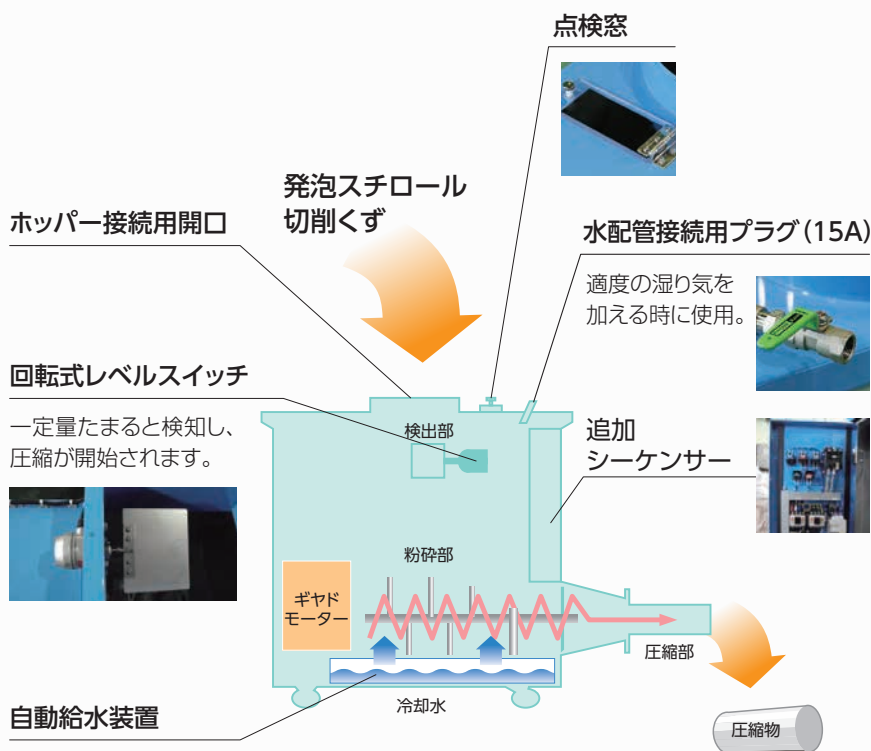 点検窓
発泡スチロール
切削くず
ホッパー接続用開口
水配管接続用プラグ(15A)
適度の湿り気を
加える時に使用。
回転式レベルスイッチ
一定量たまると検知し、
圧縮が開始されます。
検出部
追加
シーケンサー
粉砕部
ギヤド
モーター
圧縮部
冷却水
自動給水装置
圧縮物